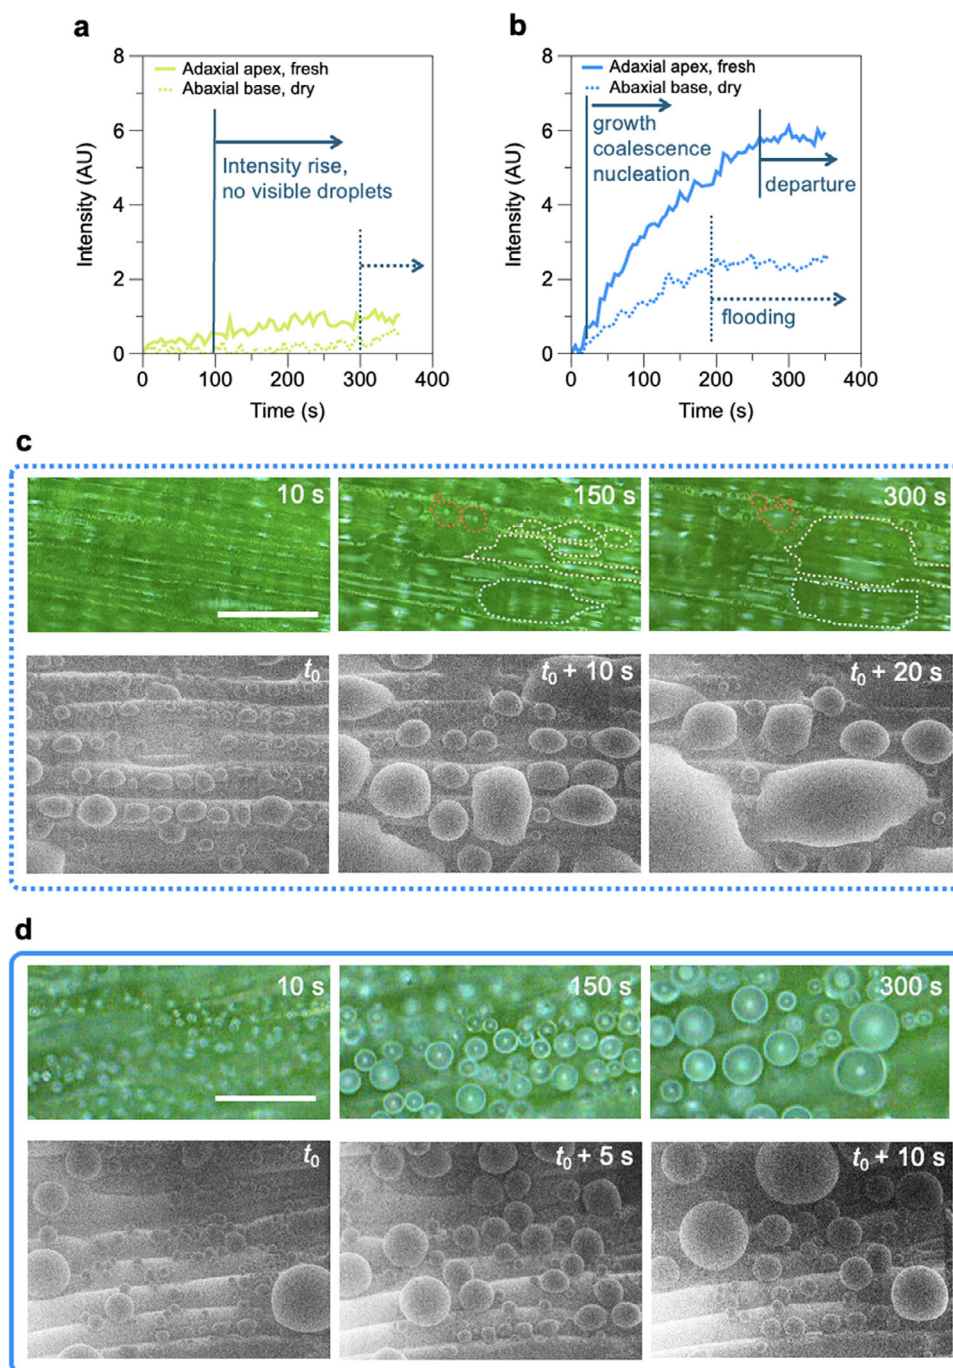 a
8
6
4
2
0
Intensity (AU)
Adaxial apex, fresh
Abaxial base, dry
Intensity rise,
no visible droplets
0 100 200 300 400
Time (s)
b
8
6
4
2
0
Intensity (AU)
Adaxial apex, fresh
Abaxial base, dry
growth
coalescence
nucleation
departure
flooding
0 100 200 300 400
Time (s)
c
10 s
150 s
300 s
t0
t0 + 10 s
t0 + 20 s
d
10 s
150 s
300 s
t0
t0 + 5 s
t0 + 10 s